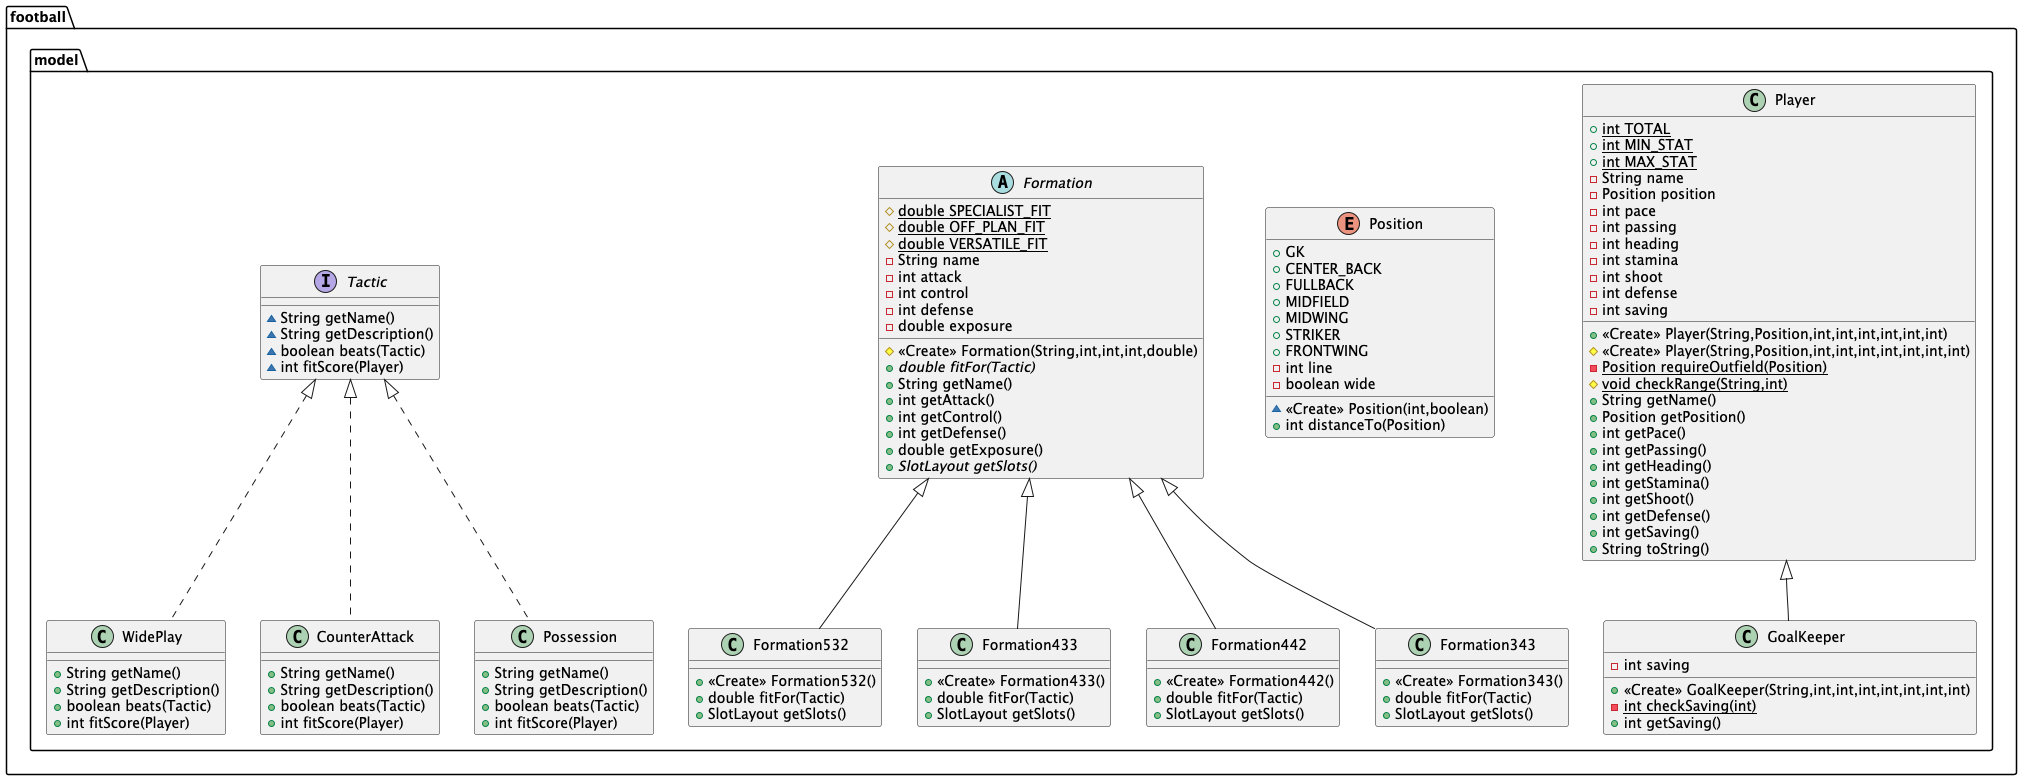 football
model
I Tactic
String getName()
String getDescription()
boolean beats(Tactic)
int fitScore(Player)
A Formation
double SPECIALIST_FIT
double OFF_PLAN_FIT
double VERSATILE_FIT
String name
int attack
int control
int defense
double exposure
«Create» Formation(String,int,int,int,double)
double fitFor(Tactic)
String getName()
int getAttack()
int getControl()
int getDefense()
double getExposure()
SlotLayout getSlots()
E Position
GK
CENTER_BACK
FULLBACK
MIDFIELD
MIDWING
STRIKER
FRONTWING
int line
boolean wide
«Create» Position(int,boolean)
int distanceTo(Position)
C Player
int TOTAL
int MIN_STAT
int MAX_STAT
String name
Position position
int pace
int passing
int heading
int stamina
int shoot
int defense
int saving
«Create» Player(String,Position,int,int,int,int,int,int)
«Create» Player(String,Position,int,int,int,int,int,int,int)
Position requireOutfield(Position)
void checkRange(String,int)
String getName()
Position getPosition()
int getPace()
int getPassing()
int getHeading()
int getStamina()
int getShoot()
int getDefense()
int getSaving()
String toString()
C WidePlay
String getName()
String getDescription()
boolean beats(Tactic)
int fitScore(Player)
C CounterAttack
String getName()
String getDescription()
boolean beats(Tactic)
int fitScore(Player)
C Possession
String getName()
String getDescription()
boolean beats(Tactic)
int fitScore(Player)
C Formation532
«Create» Formation532()
double fitFor(Tactic)
SlotLayout getSlots()
C Formation433
«Create» Formation433()
double fitFor(Tactic)
SlotLayout getSlots()
C Formation442
«Create» Formation442()
double fitFor(Tactic)
SlotLayout getSlots()
C Formation343
«Create» Formation343()
double fitFor(Tactic)
SlotLayout getSlots()
C GoalKeeper
int saving
«Create» GoalKeeper(String,int,int,int,int,int,int,int)
int checkSaving(int)
int getSaving()